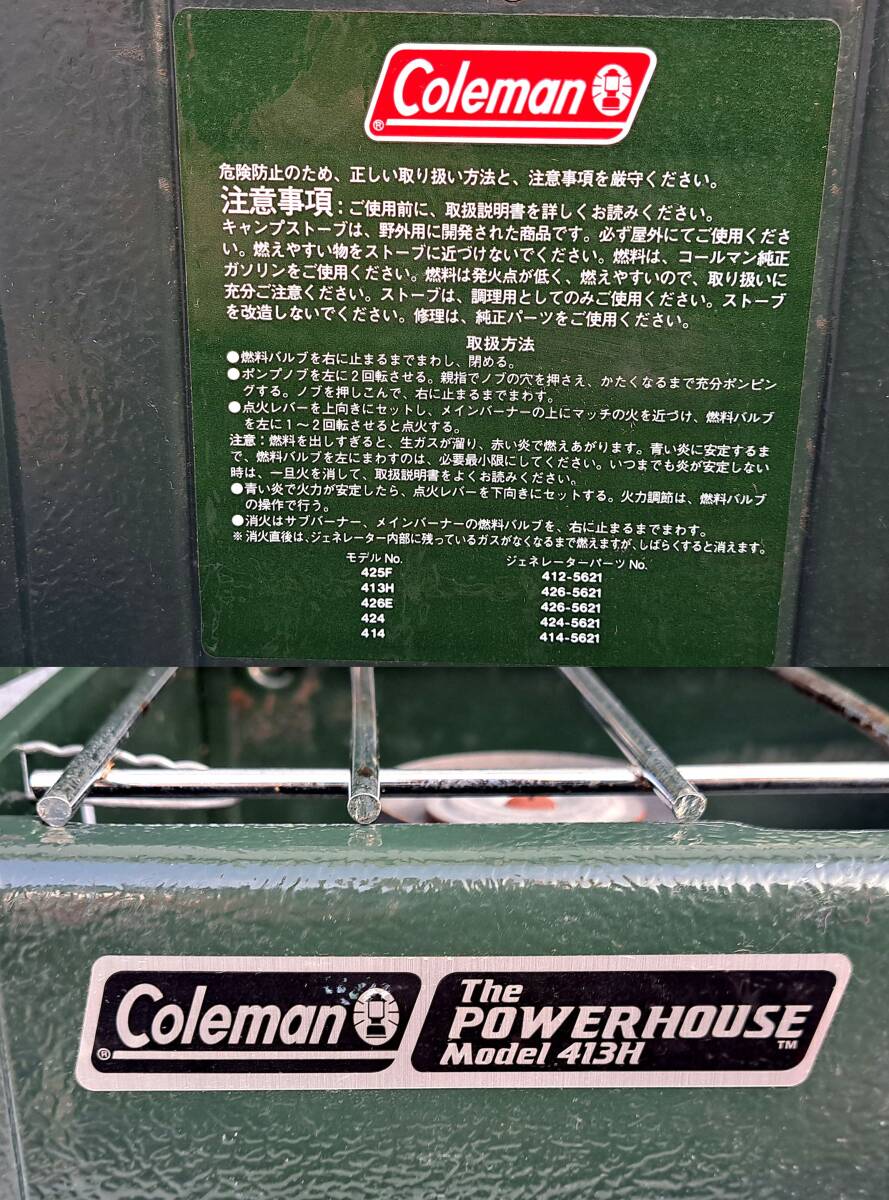 Coleman
®
危険防止のため、正しい取り扱い方法と、注意事項を厳守ください。
注意事項:ご使用前に、取扱説明書を詳しくお読みください。
キャンプストーブは、野外用に開発された商品です。必ず屋外にてご使用くださ
い。燃えやすい物をストーブに近づけないでください。燃料は、コールマン純正
ガソリンをご使用ください。燃料は発火点が低く、燃えやすいので、取り扱いに
充分ご注意ください。ストーブは、調理用としてのみご使用ください。ストーブ
を改造しないでください。修理は、純正パーツをご使用ください。
取扱方法
●燃料バルブを右に止まるまでまわし、閉める。
●ポンプノブを左に2回転させる。親指でノブの穴を押さえ、かたくなるまで充分ポンピン
グする。ノブを押しこんで、右に止まるまでまわす。
●点火レバーを上向きにセットし、メインバーナーの上にマッチの火を近づけ、燃料バルブ
を左に1〜2回転させると点火する。
注意:燃料を出しすぎると、生ガスが溜り、赤い炎で燃えあがります。青い炎に安定するま
で、燃料バルブを左にまわすのは、必要最小限にしてください。いつまでも炎が安定しない
時は、一旦火を消して、取扱説明書をよくお読みください。
●青い炎で火力が安定したら、点火レバーを下向きにセットする。火力調節は、燃料バルブ
の操作で行う。
●消火はサブバーナー、メインバーナーの燃料バルブを、右に止まるまでまわす。
※消火直後は、ジェネレーター内部に残っているガスがなくなるまで燃えますが、しばらくすると消えます。
モデルNo. ジェネレーターパーツNo.
425F 412-5621
413H 426-5621
426E 426-5621
424 424-5621
414 414-5621
Coleman
®
The
POWERHOUSE
Model 413H ™